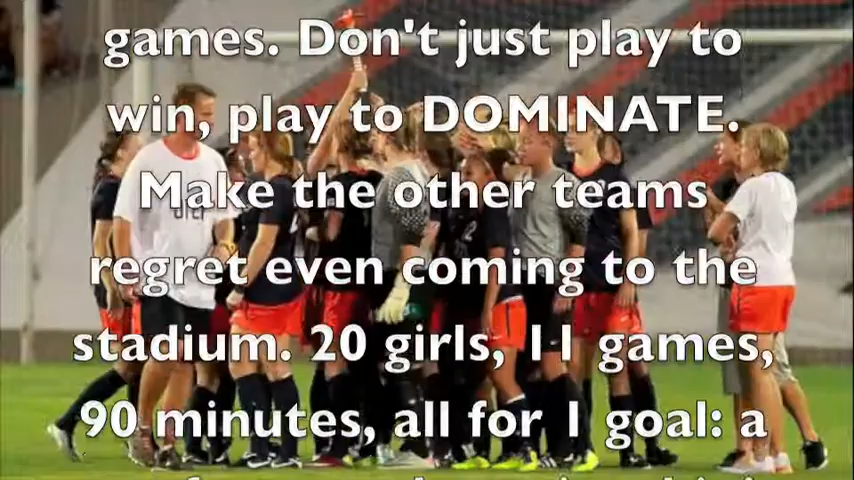 games. Don't just play to
win, play to DOMINATE.
Make the other teams
regret even coming to the
stadium. 20 girls, 11 games,
90 minutes, all for 1 goal: a